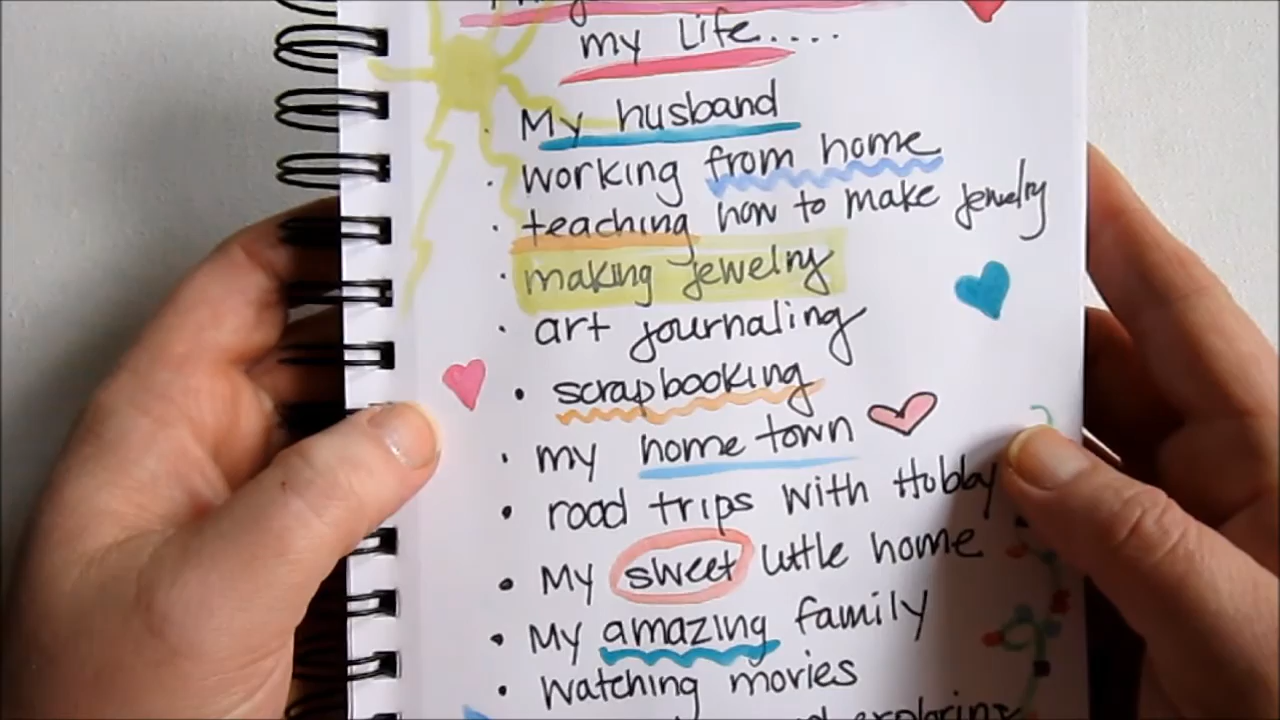 my Life....
· My husband
· working from home
· teaching how to make jewelry
· making jewelry
· art journaling
• scrapbooking
· my home town
• road trips with Hobby
• My sweet little home
• My amazing family
• Watching movies
exploring